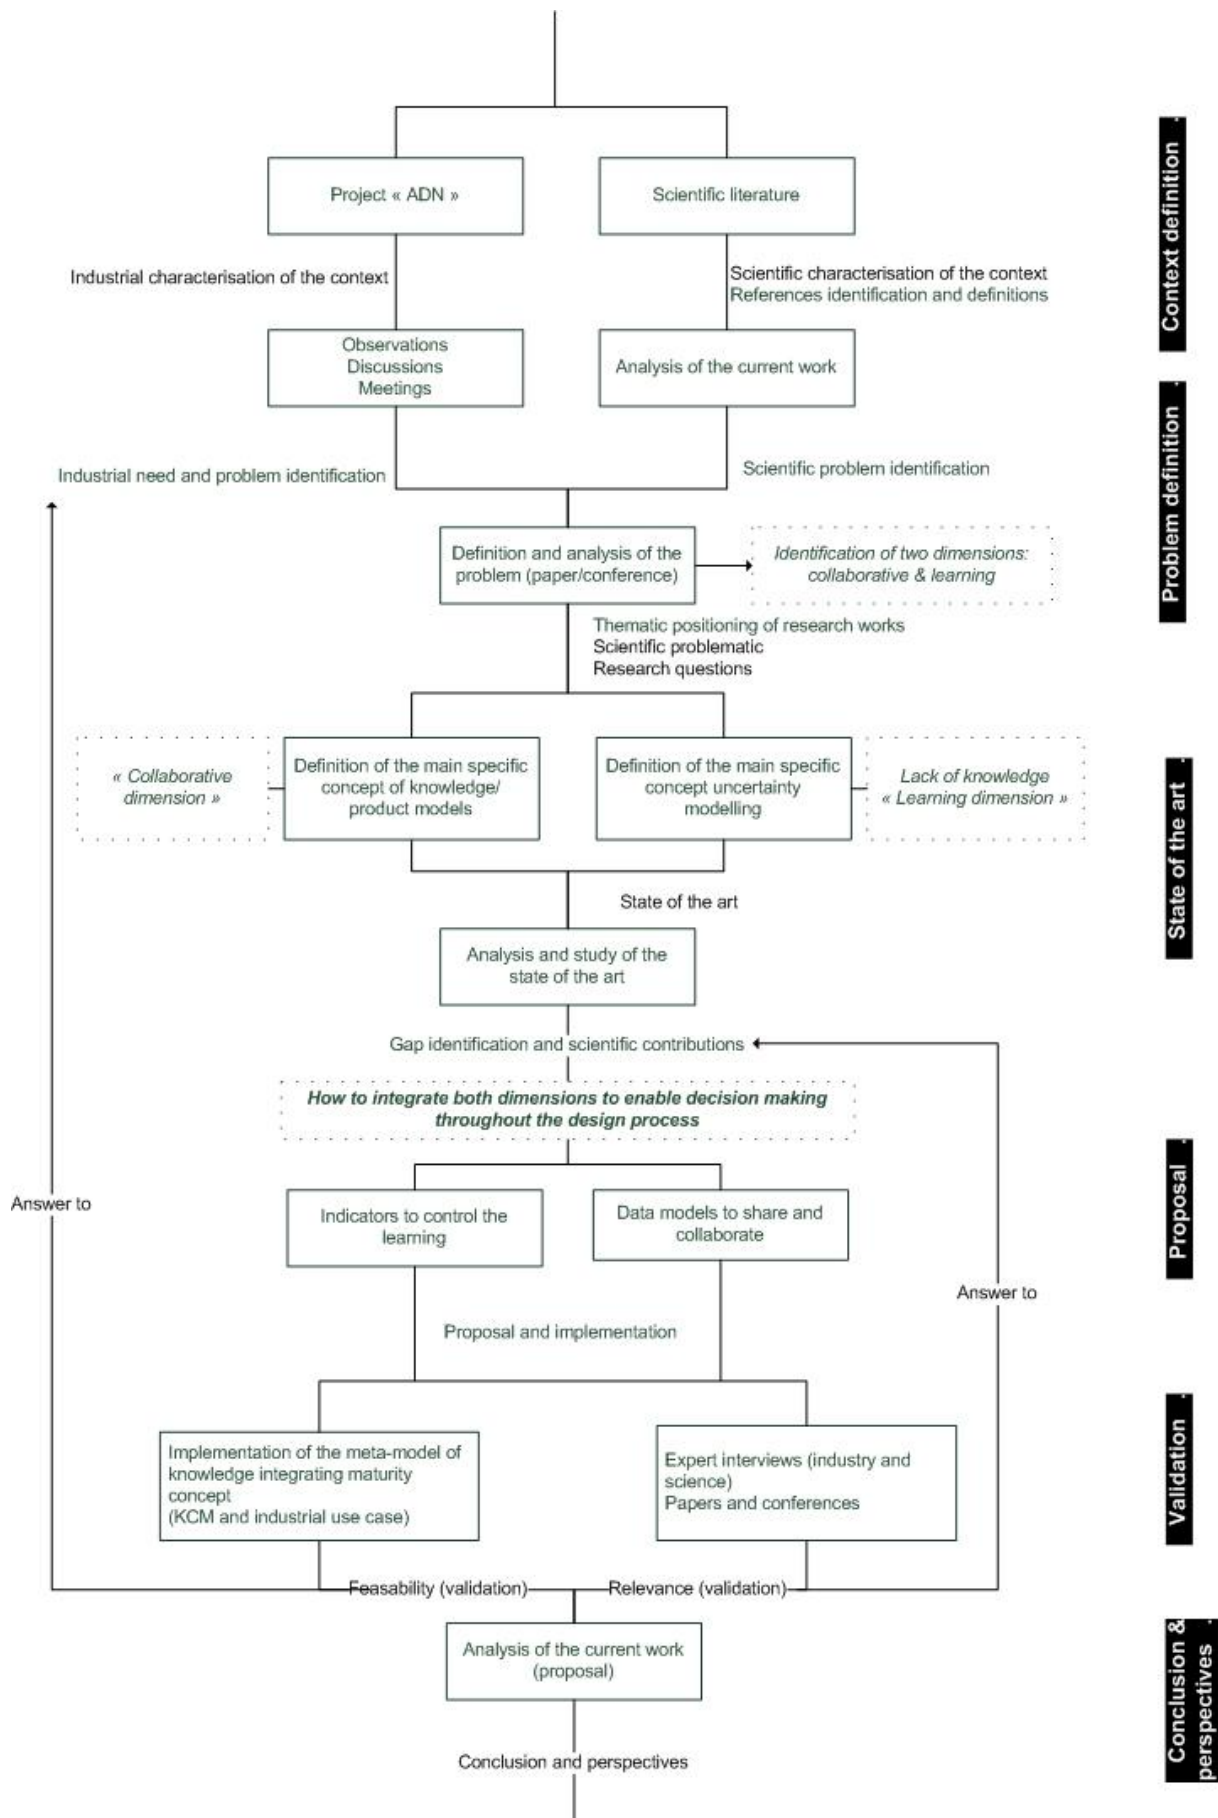 Project « ADN »
Scientific literature
Context definition
Industrial characterisation of the context
Scientific characterisation of the context
References identification and definitions
Observations
Discussions
Meetings
Analysis of the current work
Problem definition
Industrial need and problem identification
Scientific problem identification
Definition and analysis of the
problem (paper/conference)
Identification of two dimensions:
collaborative & learning
Thematic positioning of research works
Scientific problematic
Research questions
« Collaborative
dimension »
Definition of the main specific
concept of knowledge/
product models
Definition of the main specific
concept uncertainty
modelling
Lack of knowledge
« Learning dimension »
State of the art
State of the art
Analysis and study of the
state of the art
Gap identification and scientific contributions
How to integrate both dimensions to enable decision making
throughout the design process
Proposal
Answer to
Indicators to control the
learning
Data models to share and
collaborate
Answer to
Proposal and implementation
Validation
Implementation of the meta-model of
knowledge integrating maturity
concept
(KCM and industrial use case)
Expert interviews (industry and
science)
Papers and conferences
Feasability (validation)
Relevance (validation)
Analysis of the current work
(proposal)
Conclusion &
perspectives
Conclusion and perspectives